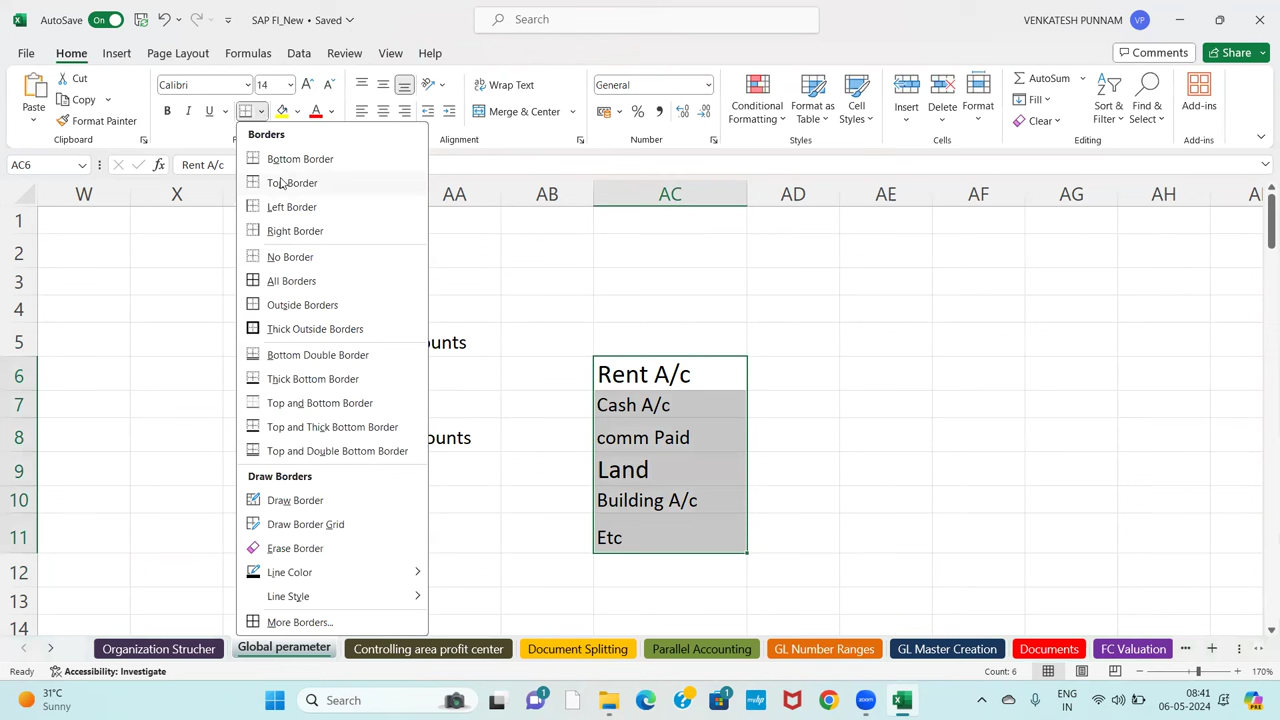 AutoSave On SAP FI_New • Saved Search VENKATESH PUNNAM VP
File Home Insert Page Layout Formulas Data Review View Help Comments Share
Paste Cut Copy Format Painter Clipboard
Calibri 14 A A B I U A
Wrap Text Merge & Center Alignment
General % , Number
Conditional Formatting Format as Table Cell Styles Styles
Insert Delete Format Cells
AutoSum Fill Clear Sort & Filter Find & Select Editing
Add-ins Add-ins
AC6 fx Rent A/c
Borders
Bottom Border
Top Border
Left Border
Right Border
No Border
All Borders
Outside Borders
Thick Outside Borders
Bottom Double Border
Thick Bottom Border
Top and Bottom Border
Top and Thick Bottom Border
Top and Double Bottom Border
Draw Borders
Draw Border
Draw Border Grid
Erase Border
Line Color
Line Style
More Borders...
W X AA AB AC AD AE AF AG AH
1
2
3
4
5 unts
6 Rent A/c
7 Cash A/c
8 ounts comm Paid
9 Land
10 Building A/c
11 Etc
12
13
14
Organization Strucher Global perameter Controlling area profit center Document Splitting Parallel Accounting GL Number Ranges GL Master Creation Documents FC Valuation
Ready Accessibility: Investigate Count: 6 170%
31°C
Sunny
Search
ENG
IN
08:41
06-05-2024